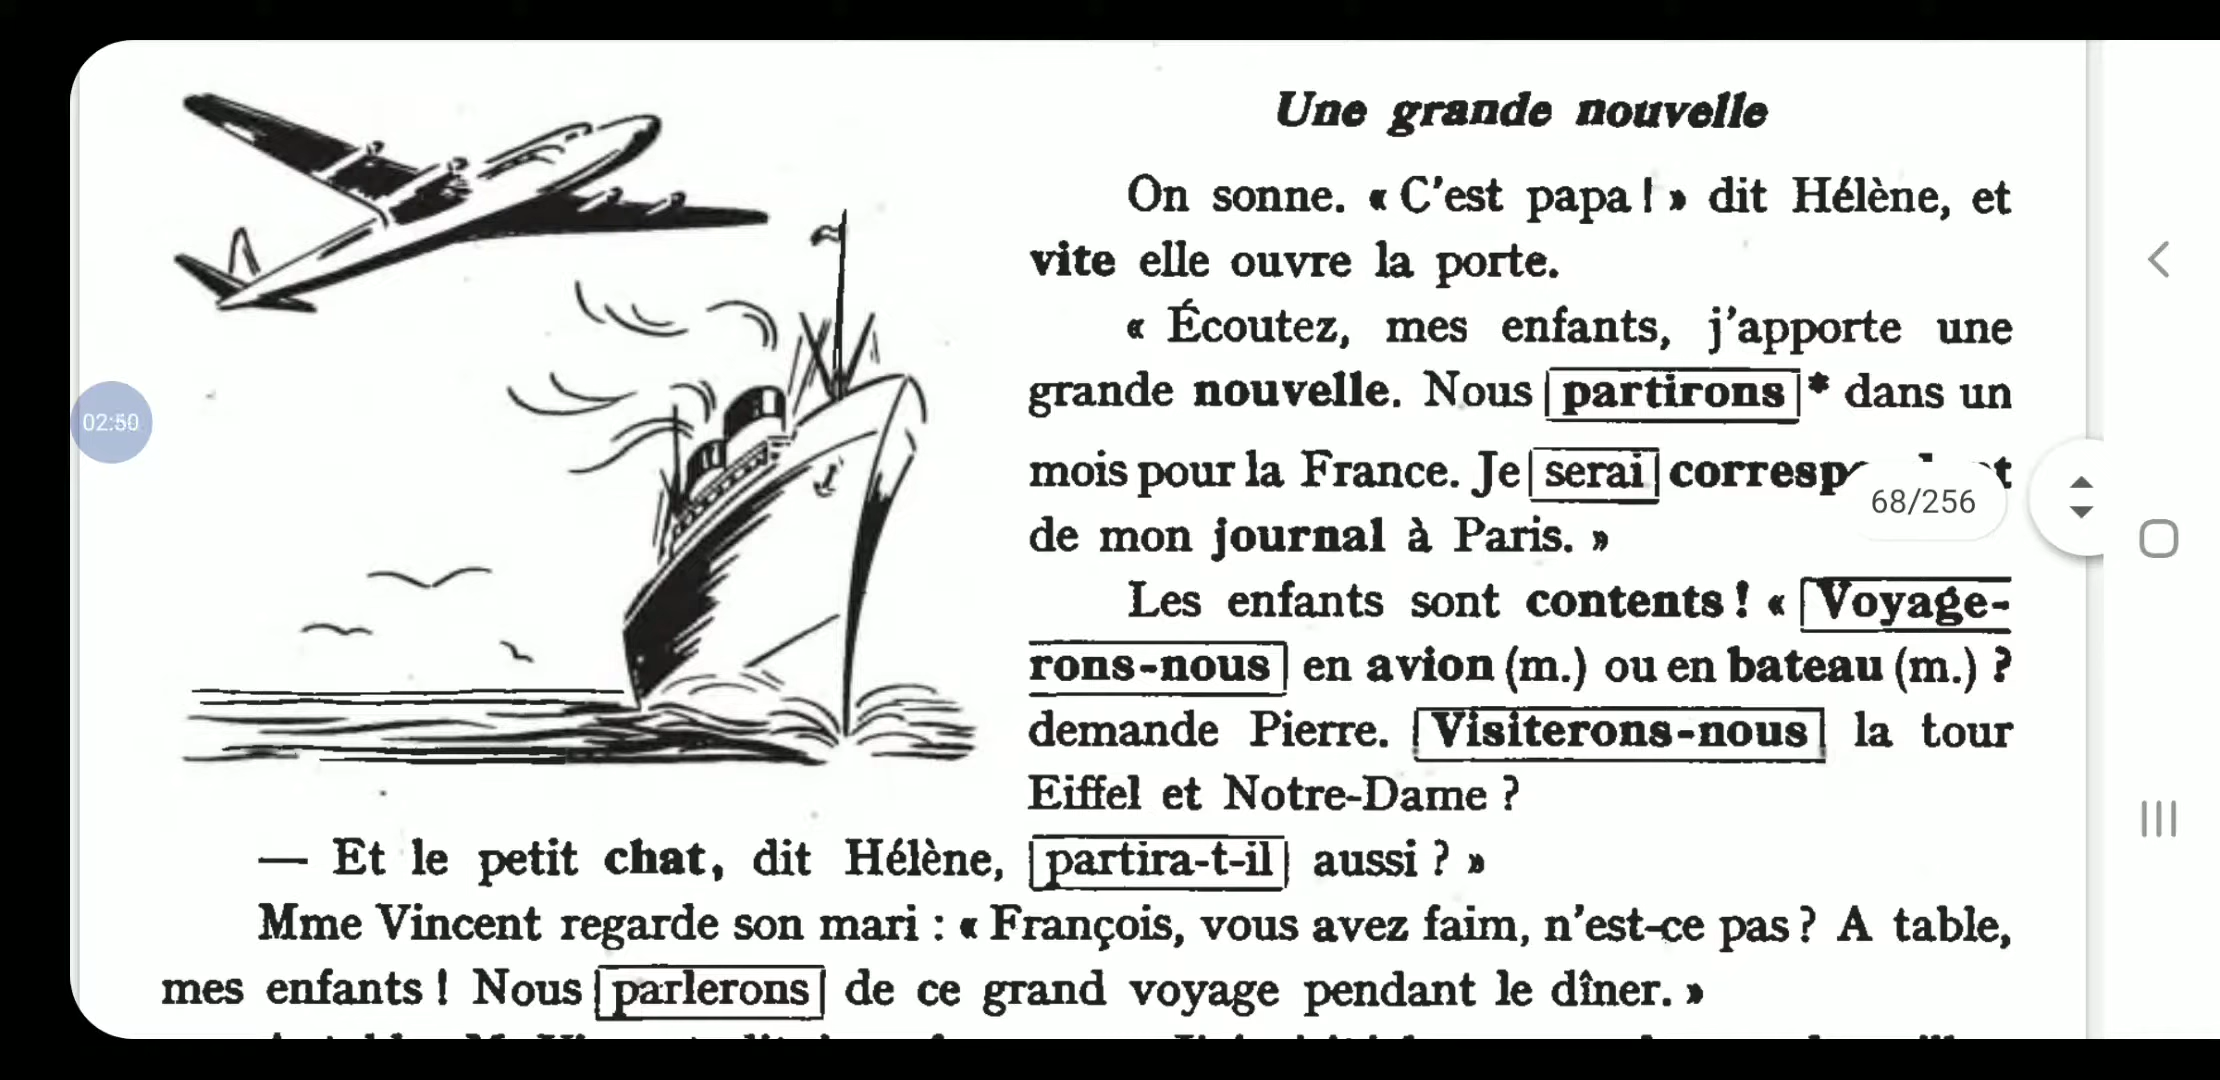 Une grande nouvelle
On sonne. « C'est papa ! » dit Hélène, et
vite elle ouvre la porte.
« Écoutez, mes enfants, j'apporte une
grande nouvelle. Nous partirons* dans un
mois pour la France. Je serai
de mon journal à Paris. »
Les enfants sont contents ! « Voyage-
rons-nous en avion (m.) ou en bateau (m.) ?
demande Pierre. Visiterons-nous la tour
Eiffel et Notre-Dame ?
— Et le petit chat, dit Hélène, partira-t-il aussi ? »
Mme Vincent regarde son mari : « François, vous avez faim, n'est-ce pas ? A table,
mes enfants ! Nous parlerons de ce grand voyage pendant le dîner. »
02:50
68/256